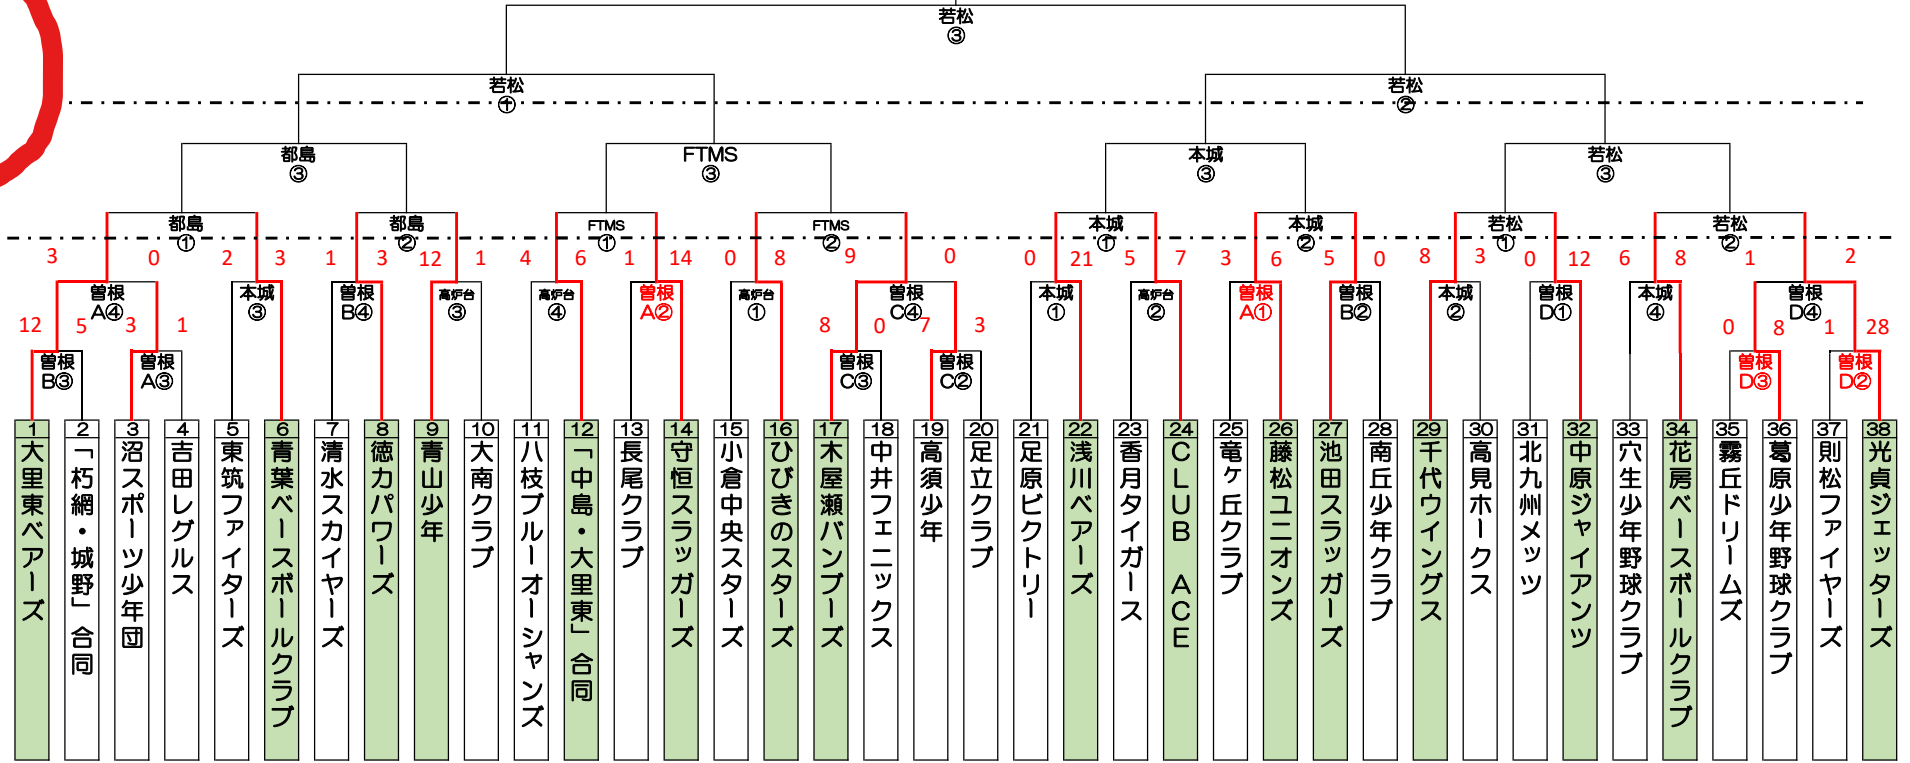 若松
③
若松
①
若松
②
都島
③
FTMS
③
本城
③
若松
③
都島
①
都島
②
FTMS
①
FTMS
②
本城
①
本城
②
若松
①
若松
②
3 0 2 3 1 3 12 1 4 6 1 14 0 8 9 0 0 21 5 7 3 6 5 0 8 3 0 12 6 8 1 2
曽根
A④
本城
③
曽根
B④
高炉台
③
高炉台
④
曽根
A②
高炉台
①
曽根
C④
本城
①
高炉台
②
曽根
A①
曽根
B②
本城
②
曽根
D①
本城
④
曽根
D④
12 5 3 1 8 0 7 3 0 8 1 28
曽根
B③
曽根
A③
曽根
C③
曽根
C②
曽根
D③
曽根
D②
1 大里東ベアーズ
2 「朽網・城野」合同
3 沼スポーツ少年団
4 吉田レグルス
5 東筑ファイターズ
6 青葉ベースボールクラブ
7 清水スカイヤーズ
8 徳力パワーズ
9 青山少年
10 大南クラブ
11 八枝ブルーオーシャンズ
12 「中島・大里東」合同
13 長尾クラブ
14 守恒スラッガーズ
15 小倉中央スターズ
16 ひびきのスターズ
17 木屋瀬バンブーズ
18 中井フェニックス
19 高須少年
20 足立クラブ
21 足原ビクトリー
22 浅川ベアーズ
23 香月タイガース
24 CLUB ACE
25 竜ヶ丘クラブ
26 藤松ユニオンズ
27 池田スラッガーズ
28 南丘少年クラブ
29 千代ウイングス
30 高見ホークス
31 北九州メッツ
32 中原ジャイアンツ
33 穴生少年野球クラブ
34 花房ベースボールクラブ
35 霧丘ドリームズ
36 葛原少年野球クラブ
37 則松ファイヤーズ
38 光貞ジェッターズ